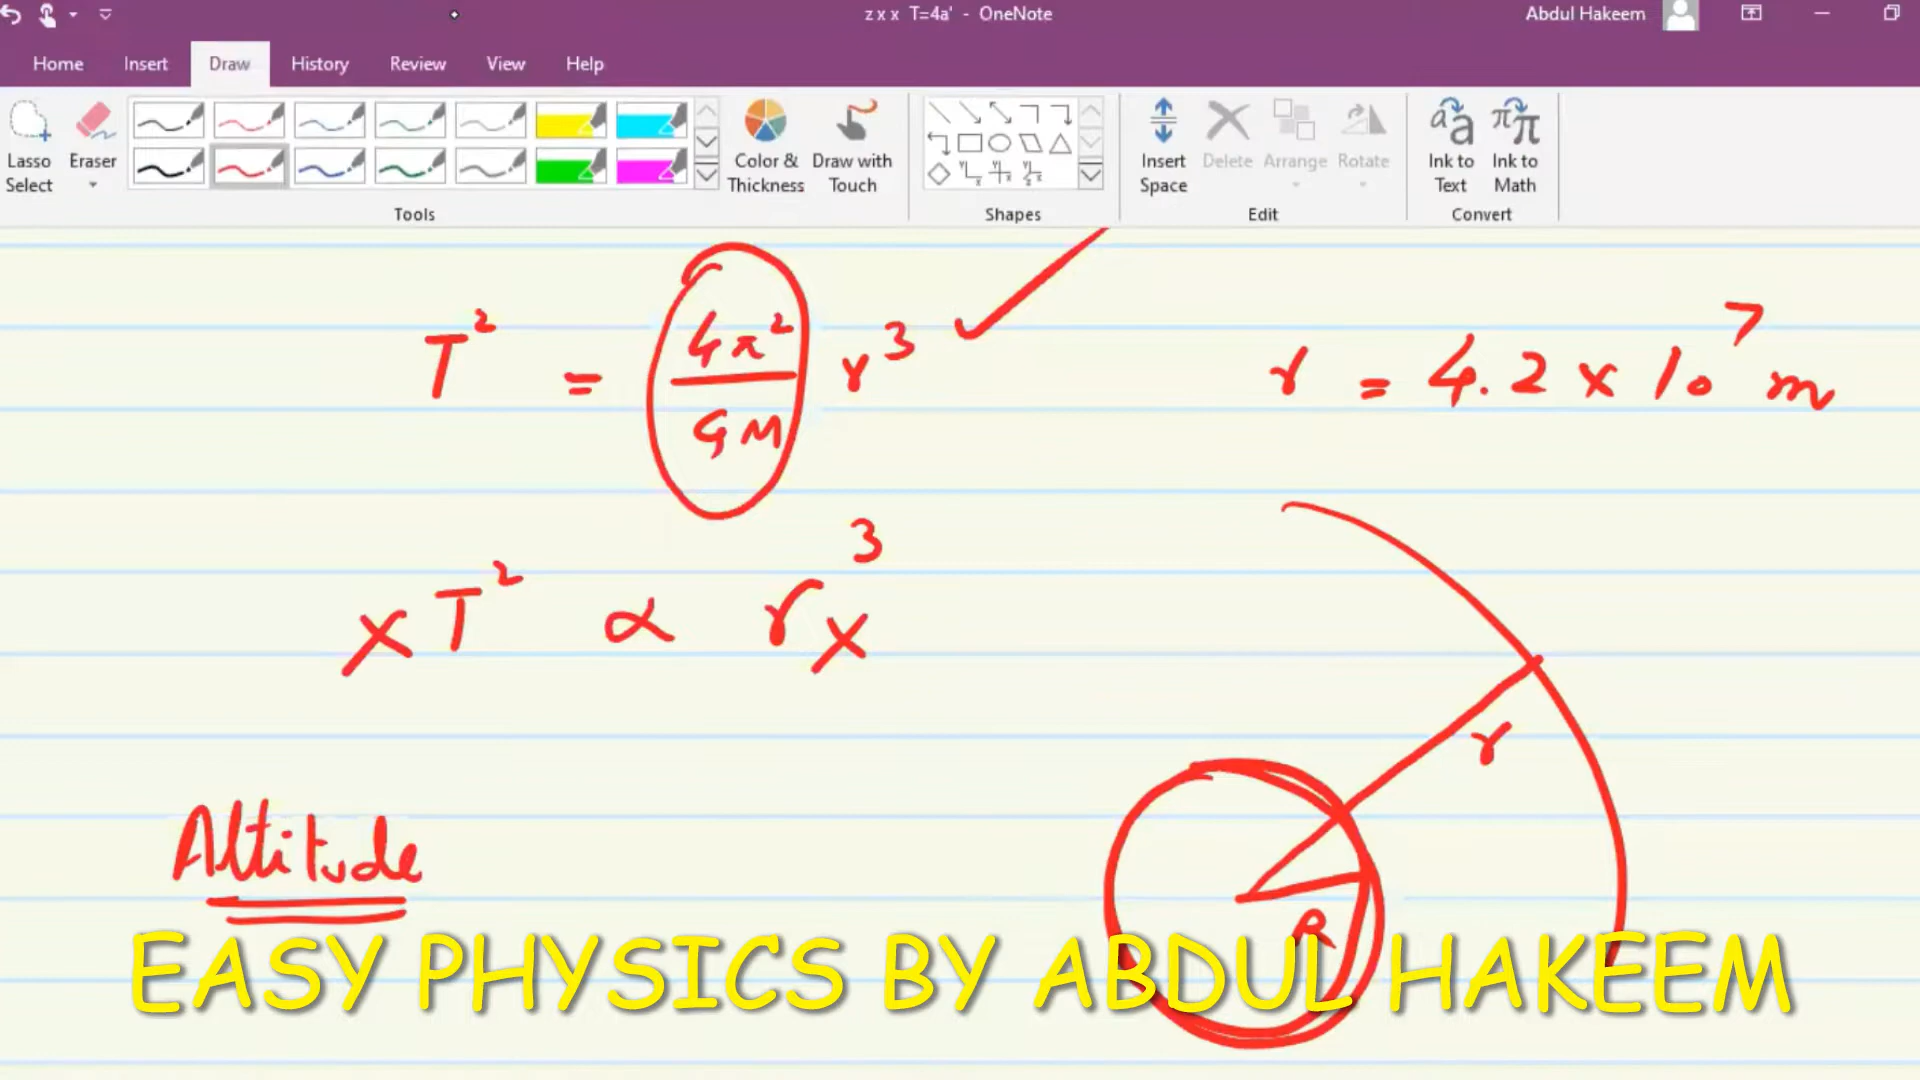 z x x T=4a' - OneNote
Abdul Hakeem
Home Insert Draw History View Review Help
Lasso Select
Eraser
Color & Thickness
Draw with Touch
Insert Space
Delete
Arrange
Rotate
Ink to Text
Ink to Math
Tools
Shapes
Edit
Convert
T² = 4π²/GM r³
r = 4.2 x 10⁷ m
x T² ∝ r³ x
r
Altitude
R
EASY PHYSICS BY ABDUL HAKEEM